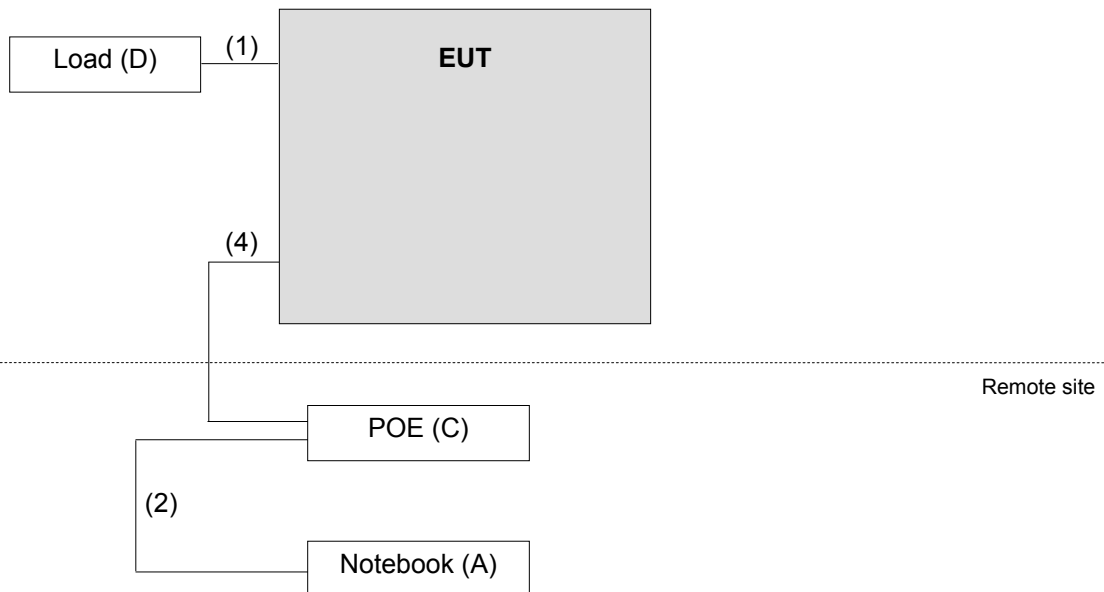 Load (D)
(1)
EUT
(4)
Remote site
POE (C)
(2)
Notebook (A)